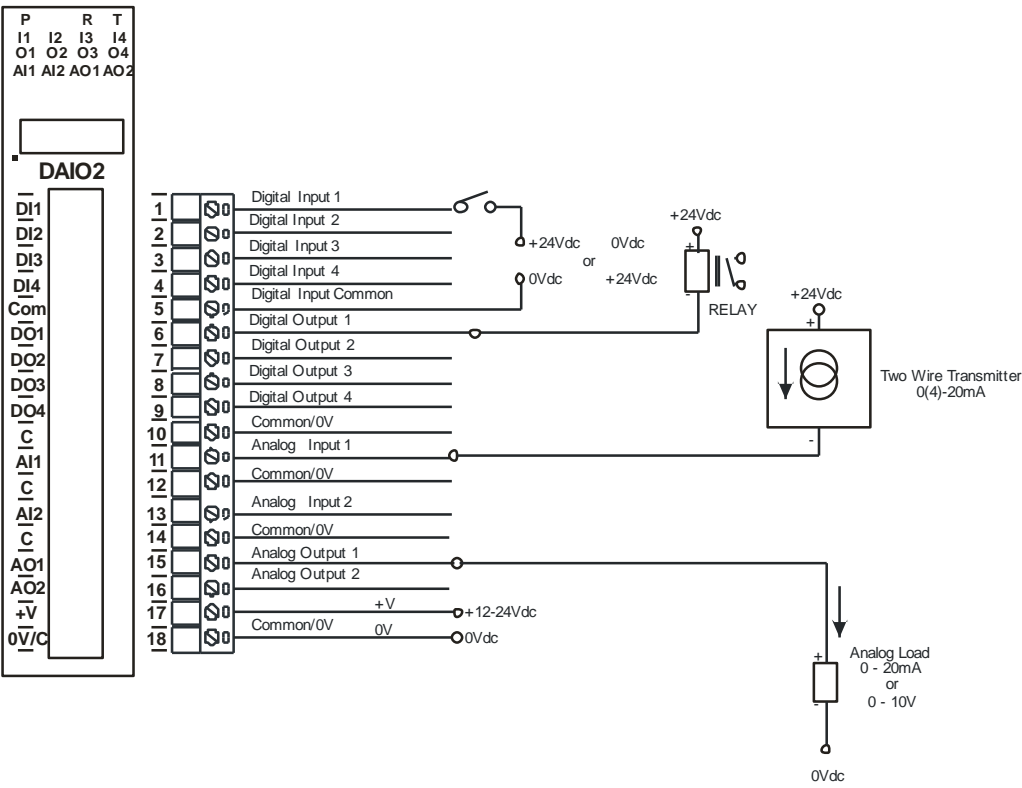 P R T
I1 I2 I3 I4
O1 O2 O3 O4
AI1 AI2 AO1 AO2
DAIO2
DI1
DI2
DI3
DI4
Com
DO1
DO2
DO3
DO4
C
AI1
C
AI2
C
AO1
AO2
+V
0V/C
1 Digital Input 1
2 Digital Input 2
3 Digital Input 3
4 Digital Input 4
5 Digital Input Common
6 Digital Output 1
7 Digital Output 2
8 Digital Output 3
9 Digital Output 4
10 Common/0V
11 Analog Input 1
12 Common/0V
13 Analog Input 2
14 Common/0V
15 Analog Output 1
16 Analog Output 2
17 +V +12-24Vdc
18 Common/0V 0V 0Vdc
+24Vdc 0Vdc
or
0Vdc +24Vdc
+24Vdc
+
-
RELAY
+24Vdc
+
-
Two Wire Transmitter
0(4)-20mA
+
-
Analog Load
0 - 20mA
or
0 - 10V
0Vdc